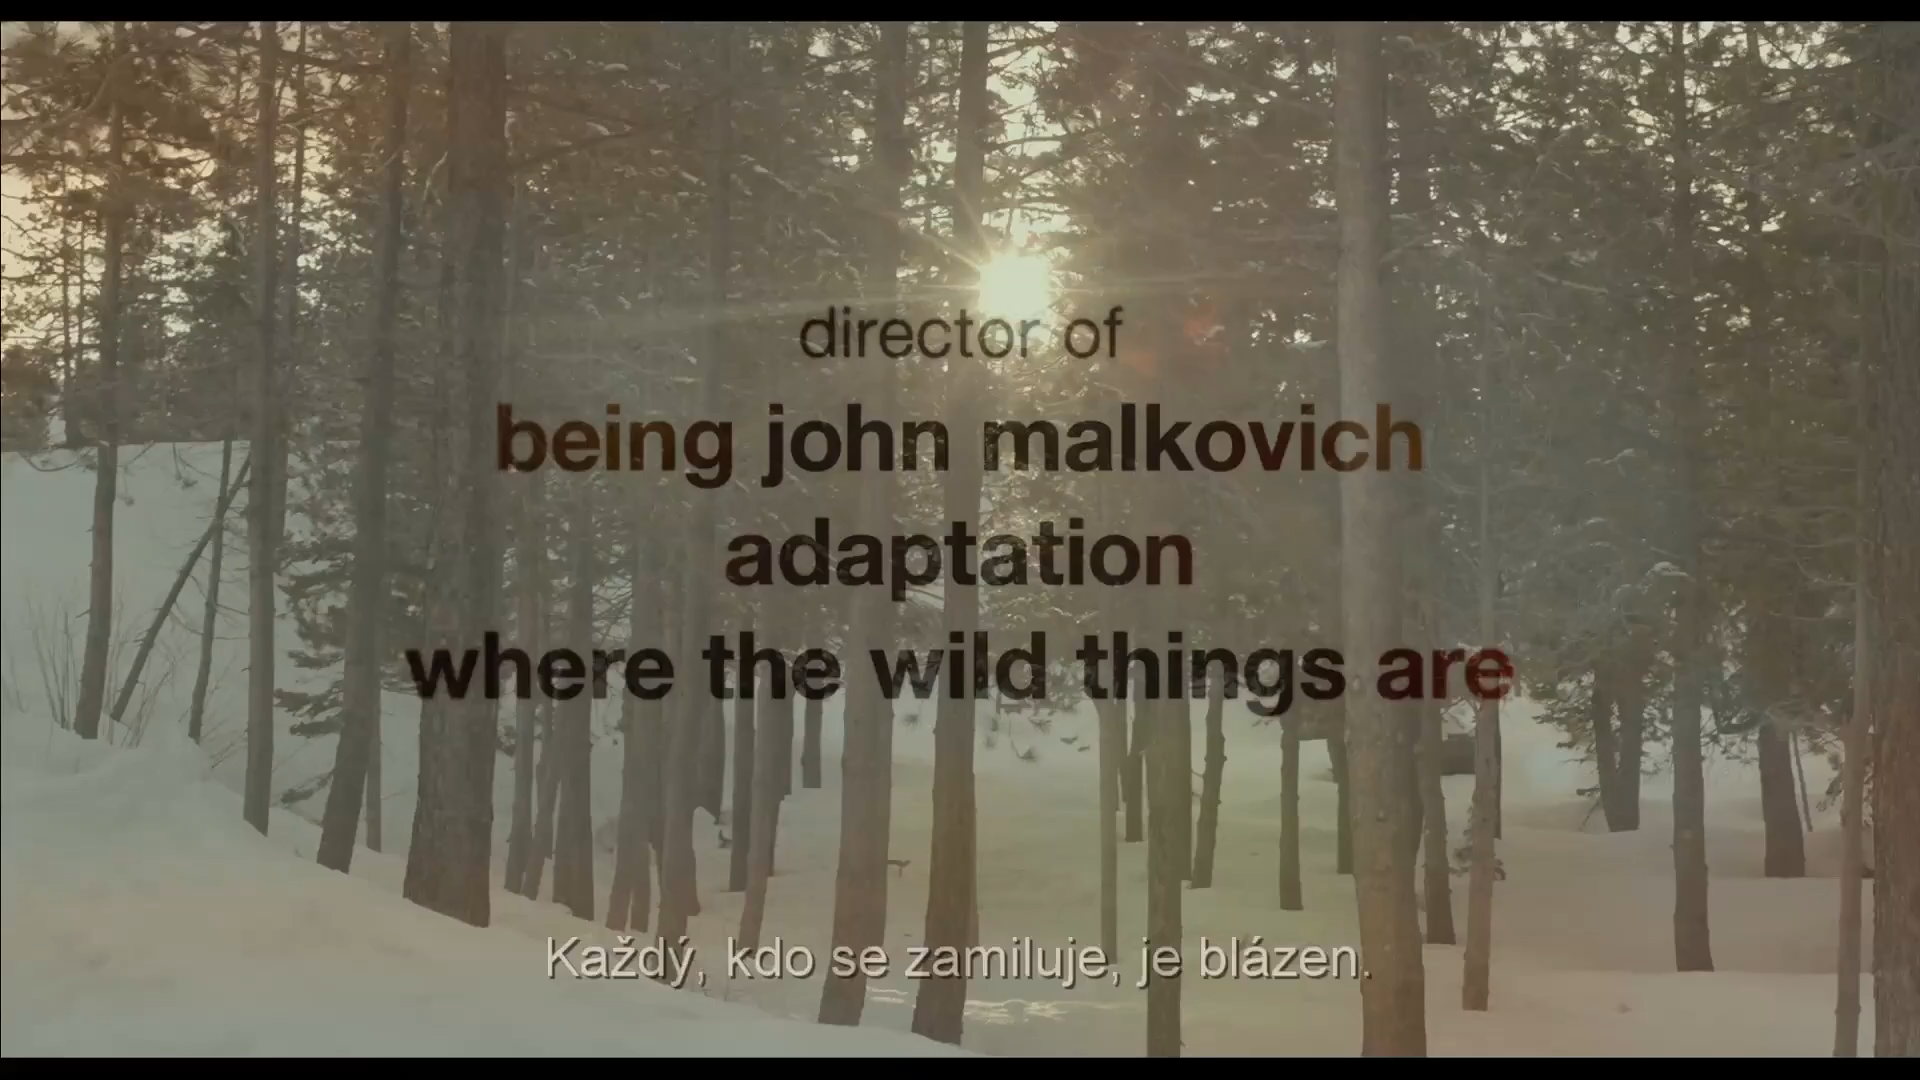 director of
being john malkovich
adaptation
where the wild things are
Každý, kdo se zamiluje, je blázen.